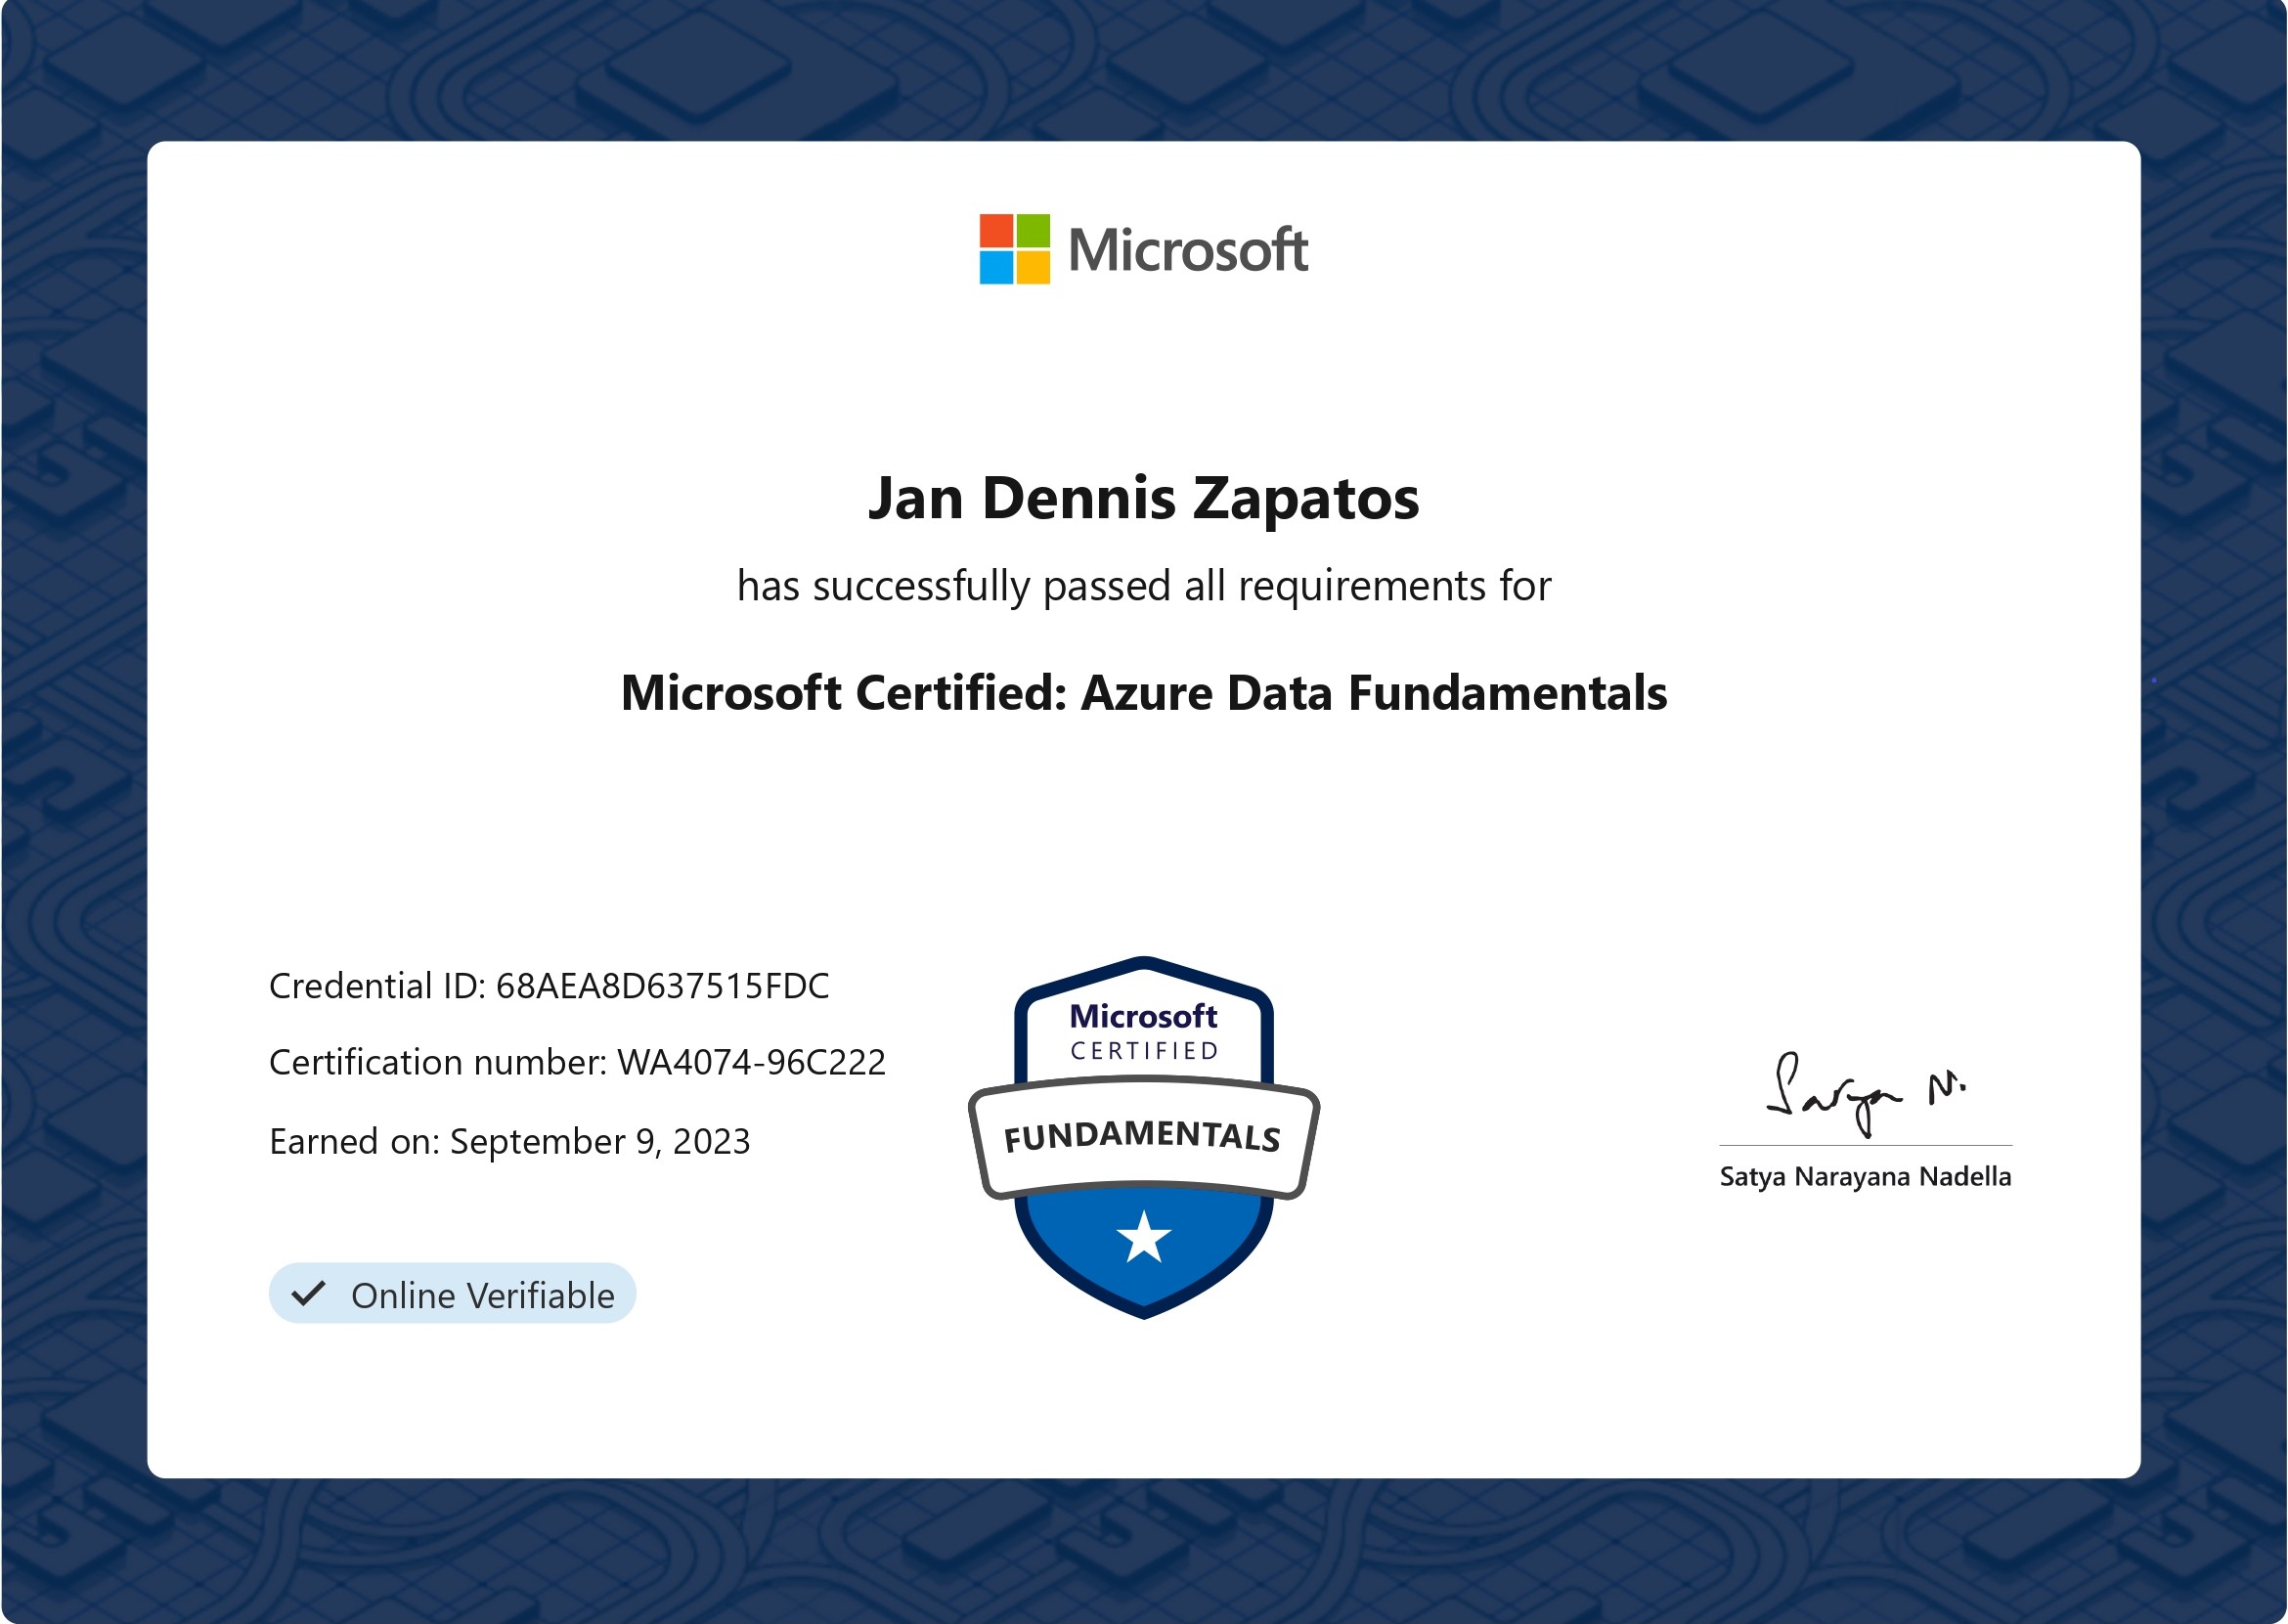 Microsoft
Jan Dennis Zapatos
has successfully passed all requirements for
Microsoft Certified: Azure Data Fundamentals
Credential ID: 68AEA8D637515FDC
Certification number: WA4074-96C222
Earned on: September 9, 2023
Online Verifiable
Microsoft
CERTIFIED
FUNDAMENTALS
Satya N.
Satya Narayana Nadella